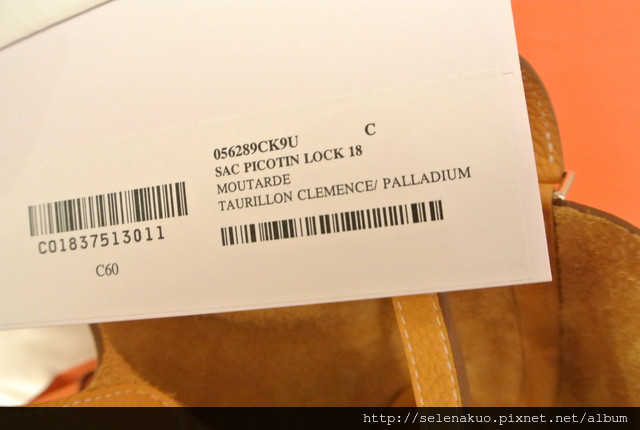 056289CK9U C
SAC PICOTIN LOCK 18
MOUTARDE
TAURILLON CLEMENCE/ PALLADIUM
C01837513011
C60
http://selenakuo.pixnet.net/album